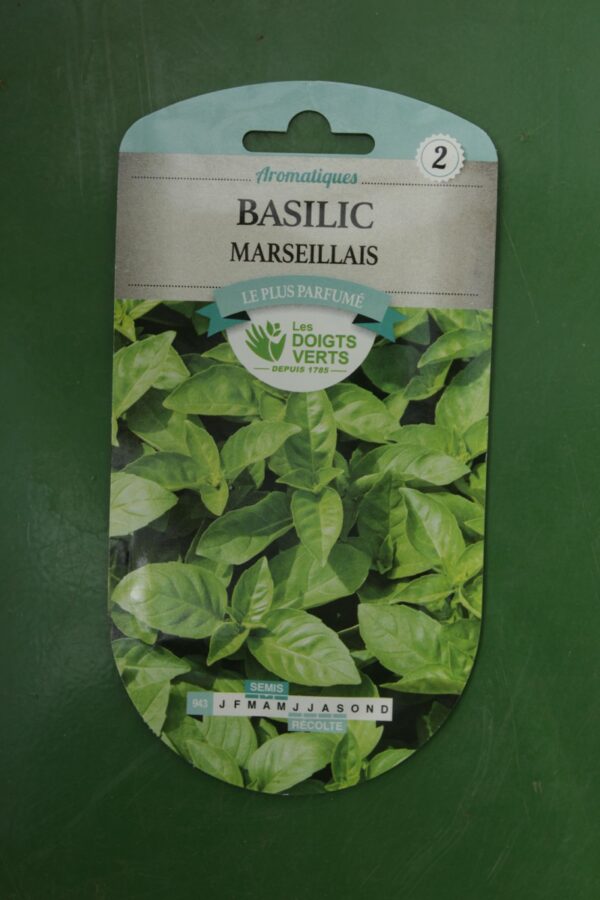 2
Aromatiques
BASILIC
MARSEILLAIS
LE PLUS PARFUMÉ
Les
DOIGTS
VERTS
DEPUIS 1785
SEMIS
943 J F M A M J J A S O N D
RÉCOLTE